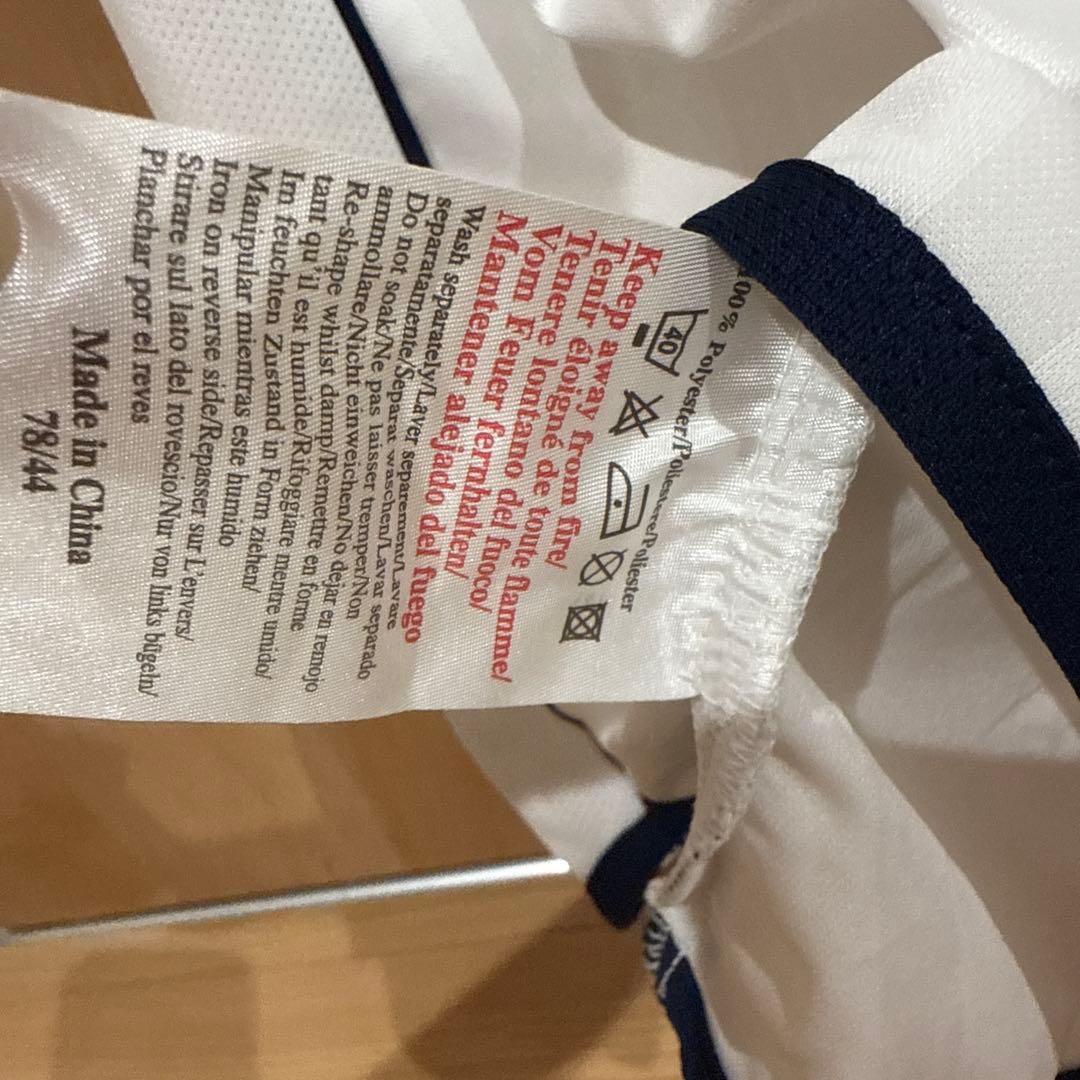 100% Polyester/Poliestere/Poliester
40
Keep away from fire/
Tenir éloigné de toute flamme/
Tenere lontano del fuoco/
Vom Feuer fernhalten/
Mantener alejado del fuego
Wash separately/Laver separement/Lavare
separatamente/Separat waschen/Lavar separado
Do not soak/Ne pas laisser tremper/Non
ammollare/Nicht einweichen/No dejar en remojo
Re-shape whilst damp/Remettre en forme
tant qu'il est humide/Rifoggiare mentre umido/
Im feuchten Zustand in Form ziehen/
Manipular mientras este humido
Iron on reverse side/Repasser sur L'envers/
Stirare sul lato del rovescio/Nur von links bügeln/
Planchar por el reves
Made in China
78/44